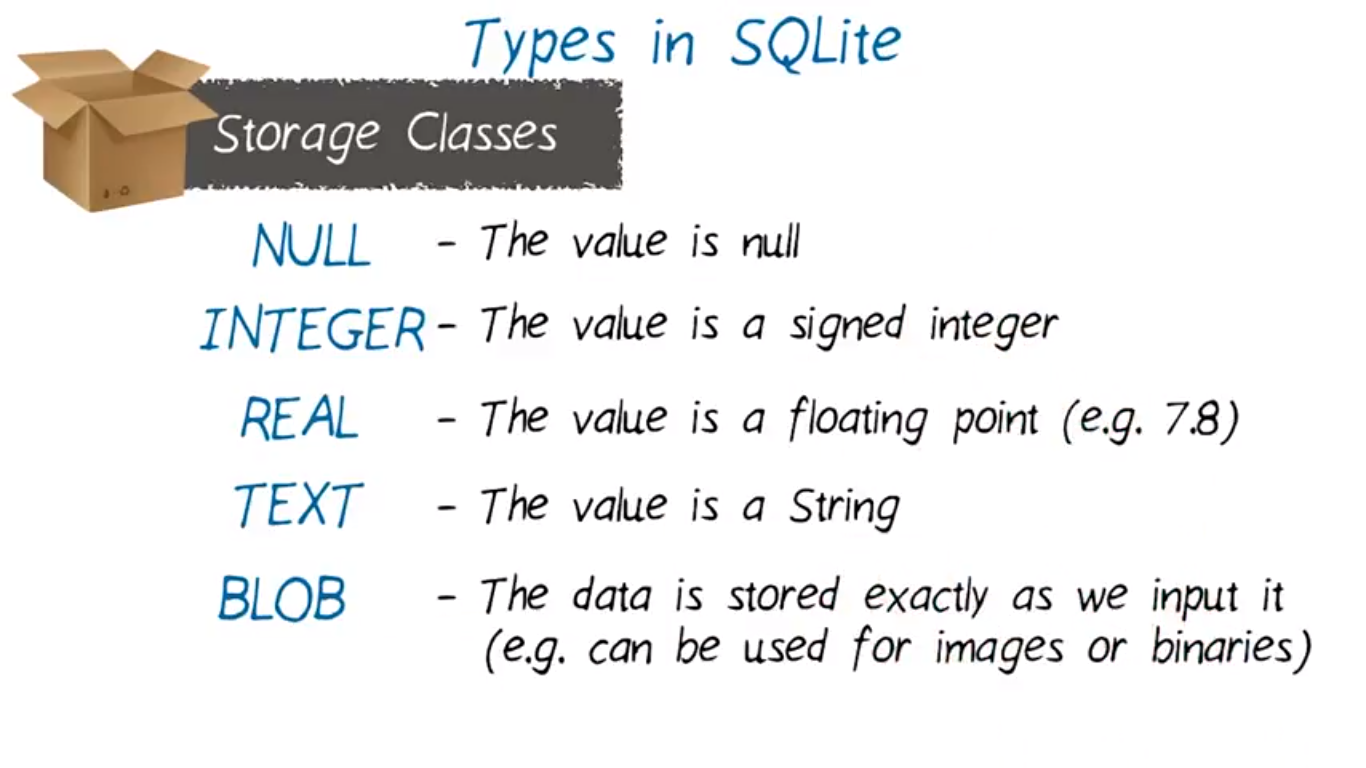 Types in SQLite
Storage Classes
NULL - The value is null
INTEGER - The value is a signed integer
REAL - The value is a floating point (e.g. 7.8)
TEXT - The value is a String
BLOB - The data is stored exactly as we input it
(e.g. can be used for images or binaries)